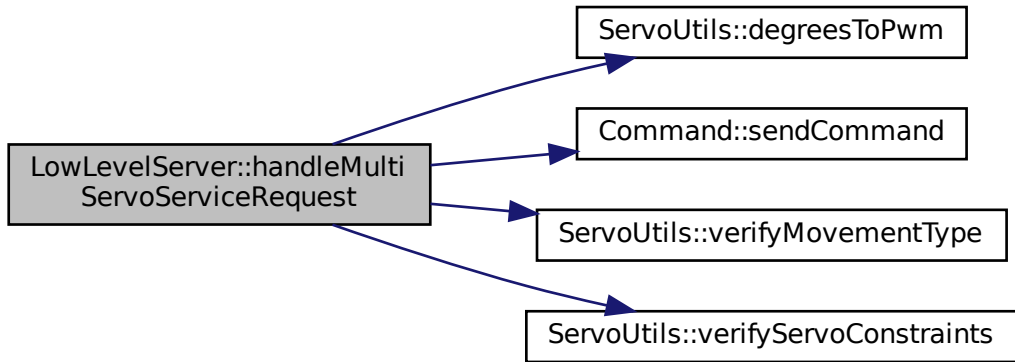 ServoUtils::degreesToPwm
Command::sendCommand
LowLevelServer::handleMulti
ServoServiceRequest
ServoUtils::verifyMovementType
ServoUtils::verifyServoConstraints